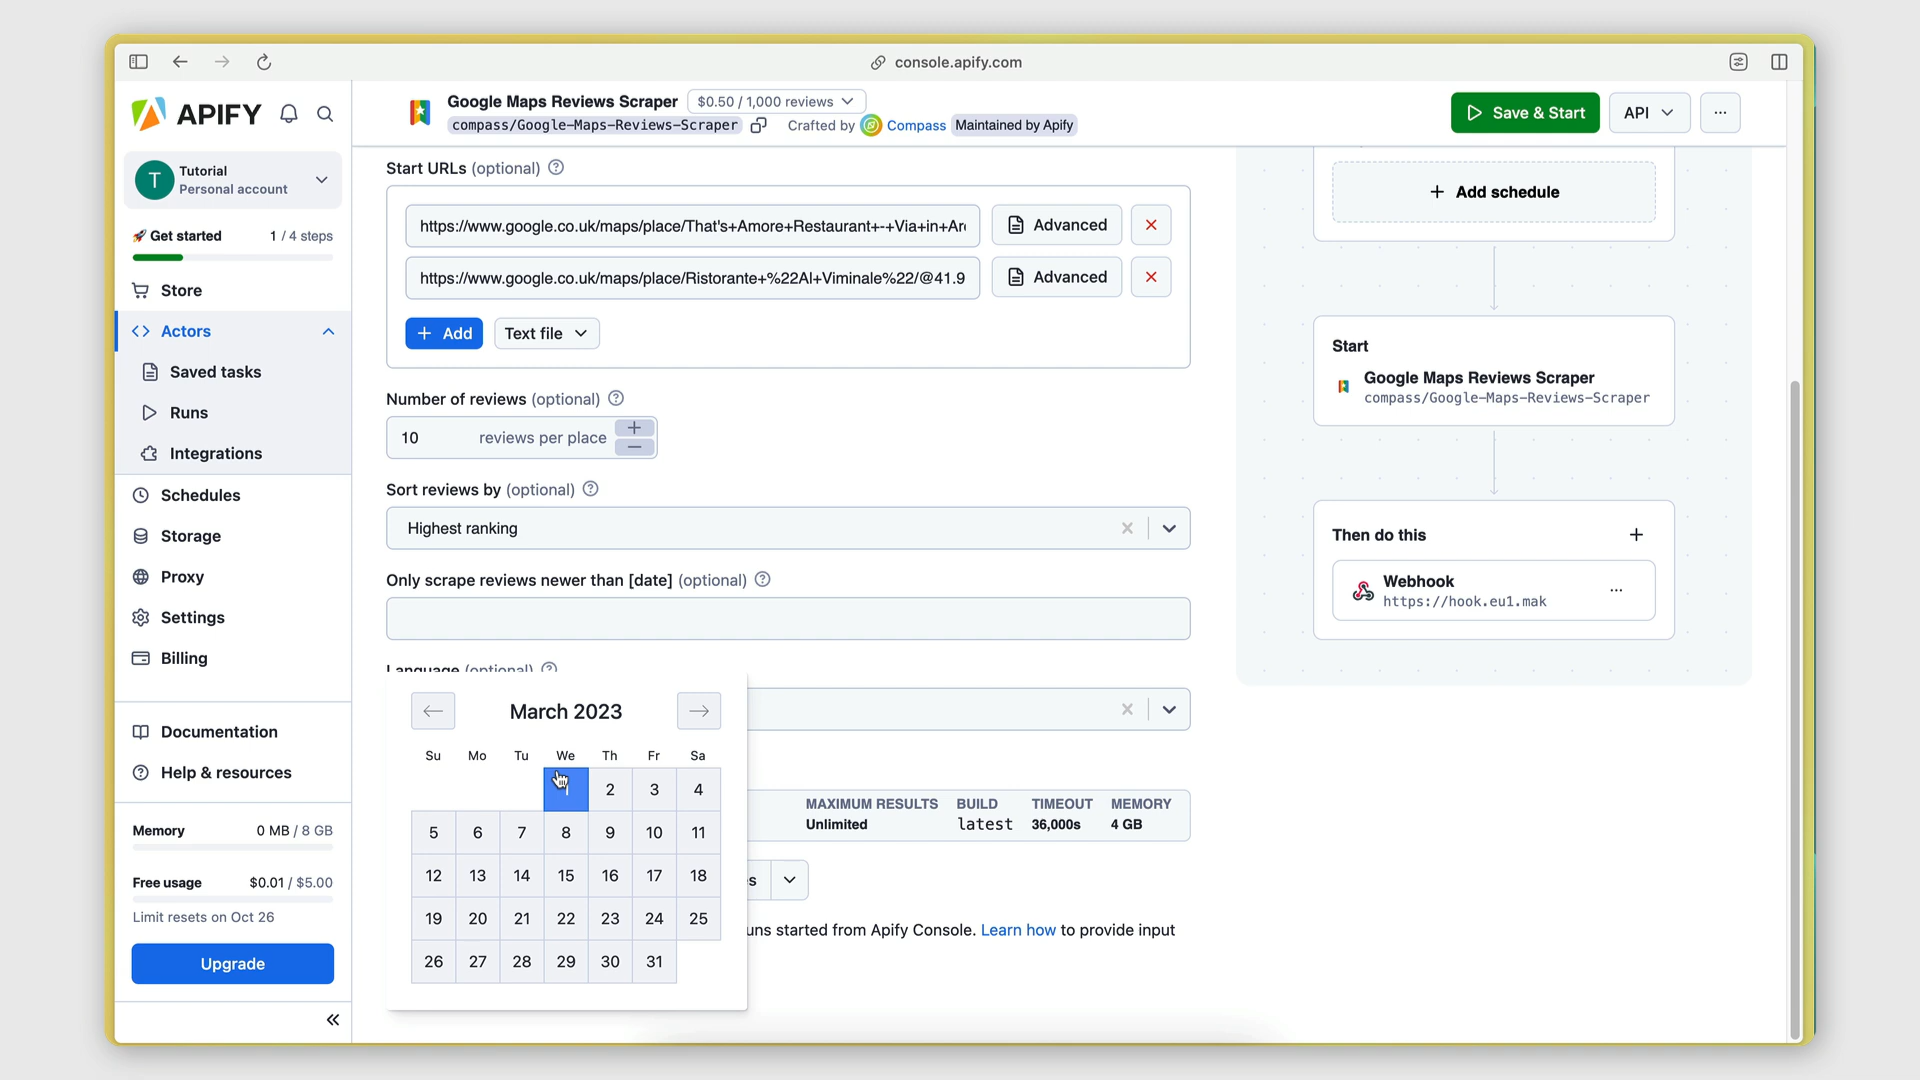 console.apify.com
APIFY
Google Maps Reviews Scraper
$0.50 / 1,000 reviews
compass/Google-Maps-Reviews-Scraper
Crafted by Compass Maintained by Apify
Save & Start
API
T
Tutorial
Personal account
Get started
1 / 4 steps
Store
Actors
Saved tasks
Runs
Integrations
Schedules
Storage
Proxy
Settings
Billing
Documentation
Help & resources
Memory
0 MB / 8 GB
Free usage
$0.01 / $5.00
Limit resets on Oct 26
Upgrade
Start URLs (optional)
https://www.google.co.uk/maps/place/That's+Amore+Restaurant+-+Via+in+Ar
Advanced
https://www.google.co.uk/maps/place/Ristorante+%22Al+Viminale%22/@41.9
Advanced
+ Add
Text file
Number of reviews (optional)
10
reviews per place
Sort reviews by (optional)
Highest ranking
Only scrape reviews newer than [date] (optional)
Language (optional)
March 2023
Su Mo Tu We Th Fr Sa
2 3 4
5 6 7 8 9 10 11
12 13 14 15 16 17 18
19 20 21 22 23 24 25
26 27 28 29 30 31
MAXIMUM RESULTS
Unlimited
BUILD
latest
TIMEOUT
36,000s
MEMORY
4 GB
s
uns started from Apify Console. Learn how to provide input
+ Add schedule
Start
Google Maps Reviews Scraper
compass/Google-Maps-Reviews-Scraper
Then do this
Webhook
https://hook.eu1.mak